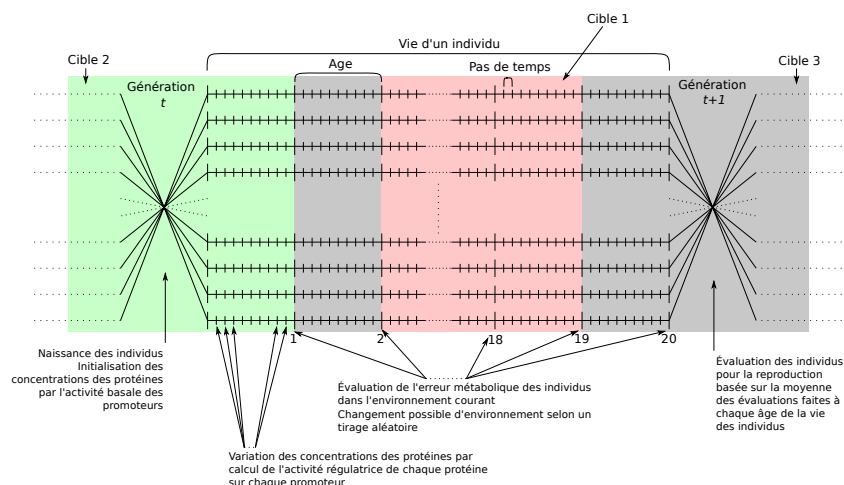 Cible 1
Vie d'un individu
Cible 2
Age
Pas de temps
Cible 3
Génération
t
Génération
t+1
1
2
18
19
20
Naissance des individus
Initialisation des
concentrations des protéines
par l'activité basale des
promoteurs
Évaluation de l'erreur métabolique des individus
dans l'environnement courant
Changement possible d'environnement selon un
tirage aléatoire
Évaluation des individus
pour la reproduction
basée sur la moyenne
des évaluations faites à
chaque âge de la vie
des individus
Variation des concentrations des protéines par
calcul de l'activité régulatrice de chaque protéine
sur chaque promoteur